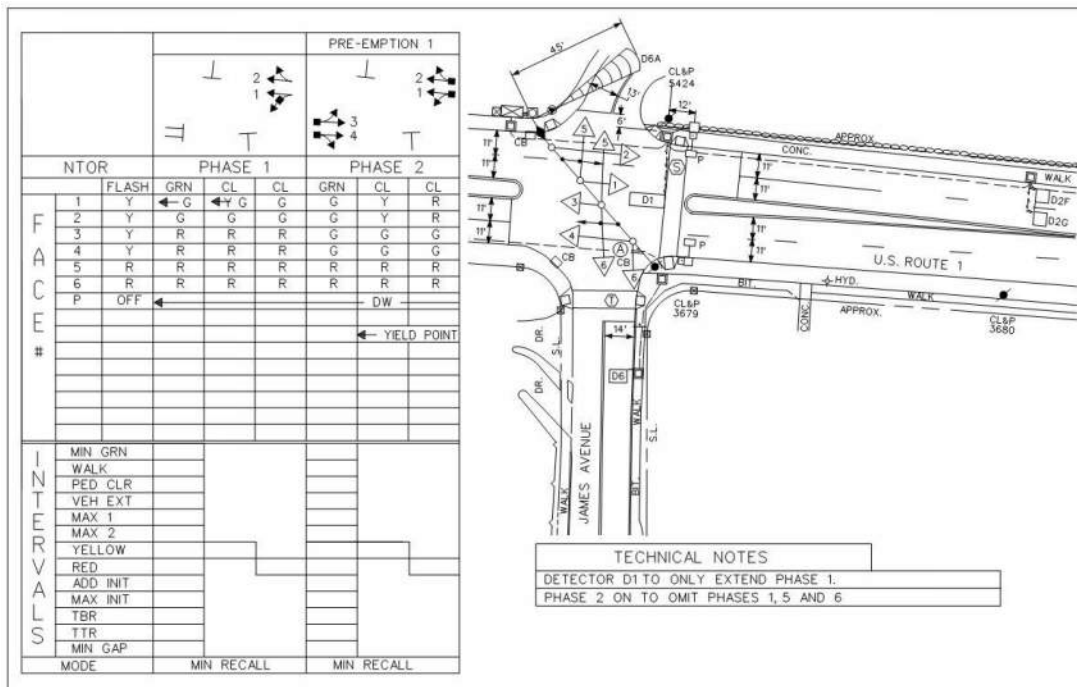 PRE-EMPTION 1
2
1
2
1
3
4
NTOR PHASE 1 PHASE 2
FLASH GRN CL CL GRN CL CL
FACE #
1 Y ←G ←Y G G G Y R
2 Y G G G G Y R
3 Y R R R G G G
4 Y R R R G G G
5 R R R R R R R
6 R R R R R R R
P OFF DW
YIELD POINT
INTERVALS
MIN GRN
WALK
PED CLR
VEH EXT
MAX 1
MAX 2
YELLOW
RED
ADD INIT
MAX INIT
TBR
TTR
MIN GAP
MODE MIN RECALL MIN RECALL
45'
D6A
13'
CL&P
5424
12'
6'
CB
11'
11'
11'
11'
5
5
2
1
3
4
6
6
D1
S
P
P
A
CB
CB
T
APPROX.
CONC.
WALK
11'
11'
11'
11'
D2F
D2G
U.S. ROUTE 1
HYD.
BIT.
WALK
CONC.
APPROX.
CL&P
3679
CL&P
3680
14'
D6
DR.
S.L.
DR.
WALK
S.L.
WALK
JAMES AVENUE
BIT.
TECHNICAL NOTES
DETECTOR D1 TO ONLY EXTEND PHASE 1.
PHASE 2 ON TO OMIT PHASES 1, 5 AND 6